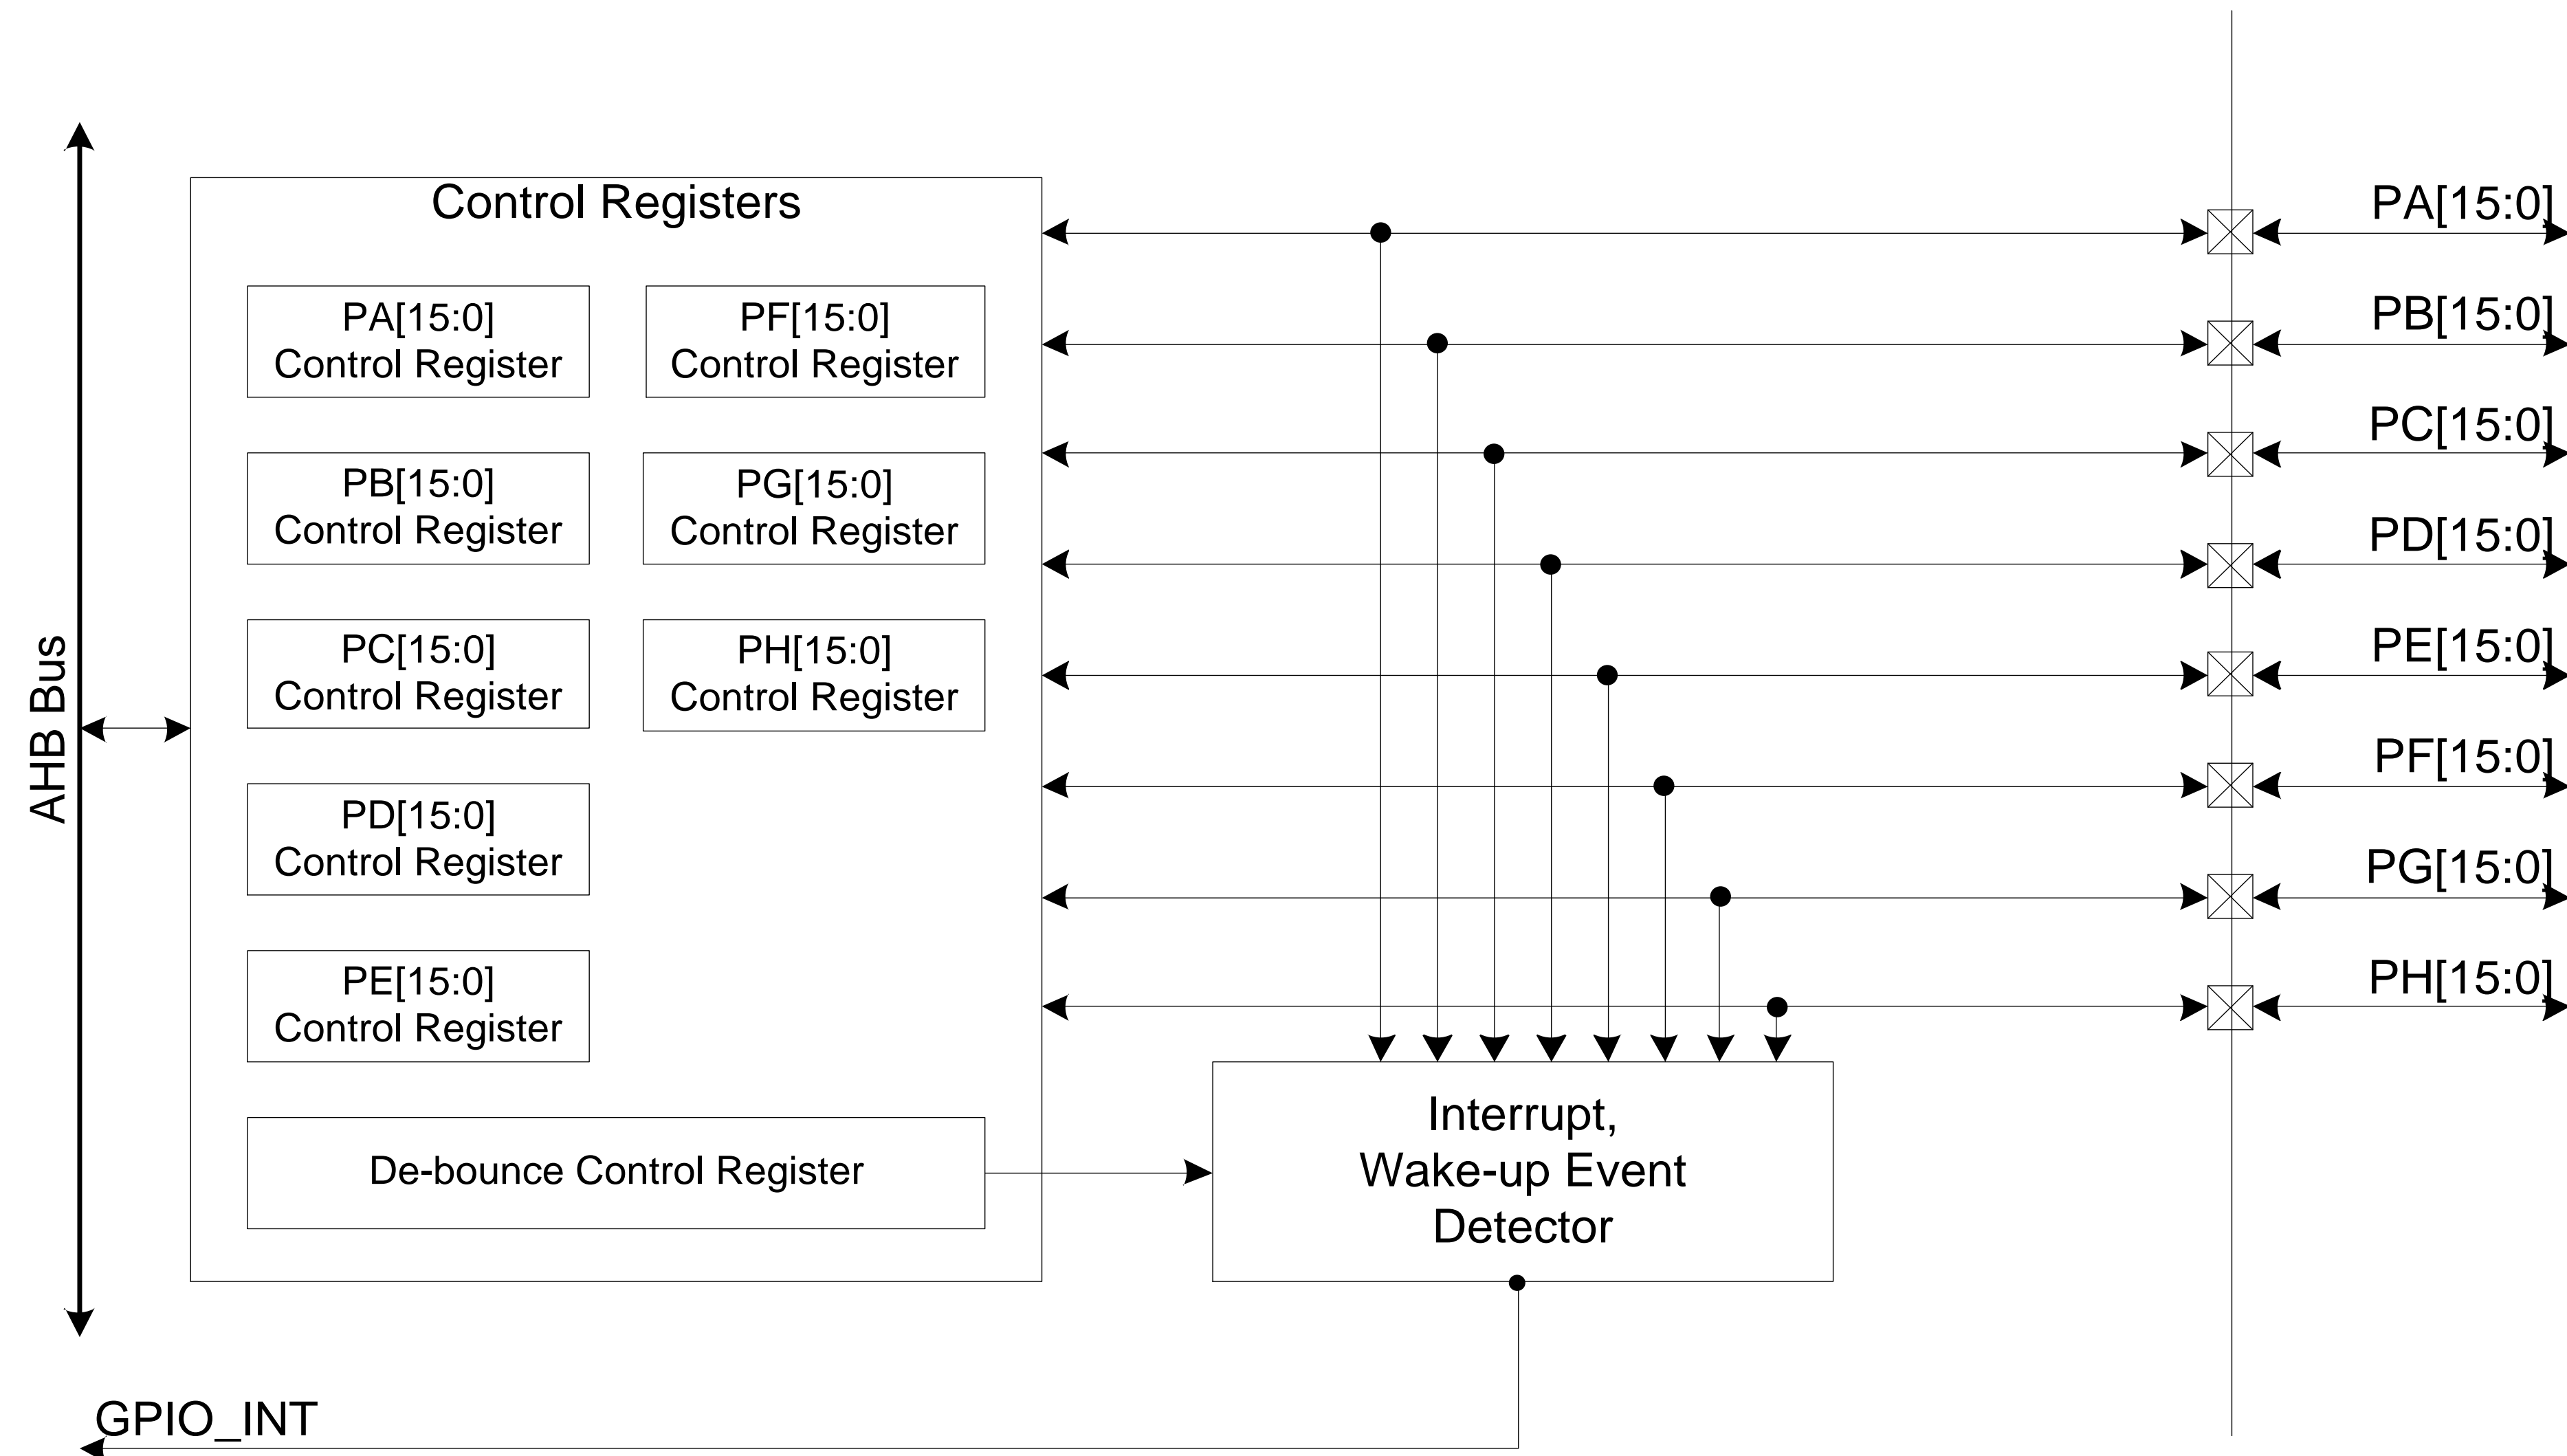 Control Registers
PA[15:0]
Control Register
PF[15:0]
Control Register
PB[15:0]
Control Register
PG[15:0]
Control Register
PC[15:0]
Control Register
PH[15:0]
Control Register
PD[15:0]
Control Register
PE[15:0]
Control Register
De-bounce Control Register
AHB Bus
Interrupt,
Wake-up Event
Detector
PA[15:0]
PB[15:0]
PC[15:0]
PD[15:0]
PE[15:0]
PF[15:0]
PG[15:0]
PH[15:0]
GPIO_INT